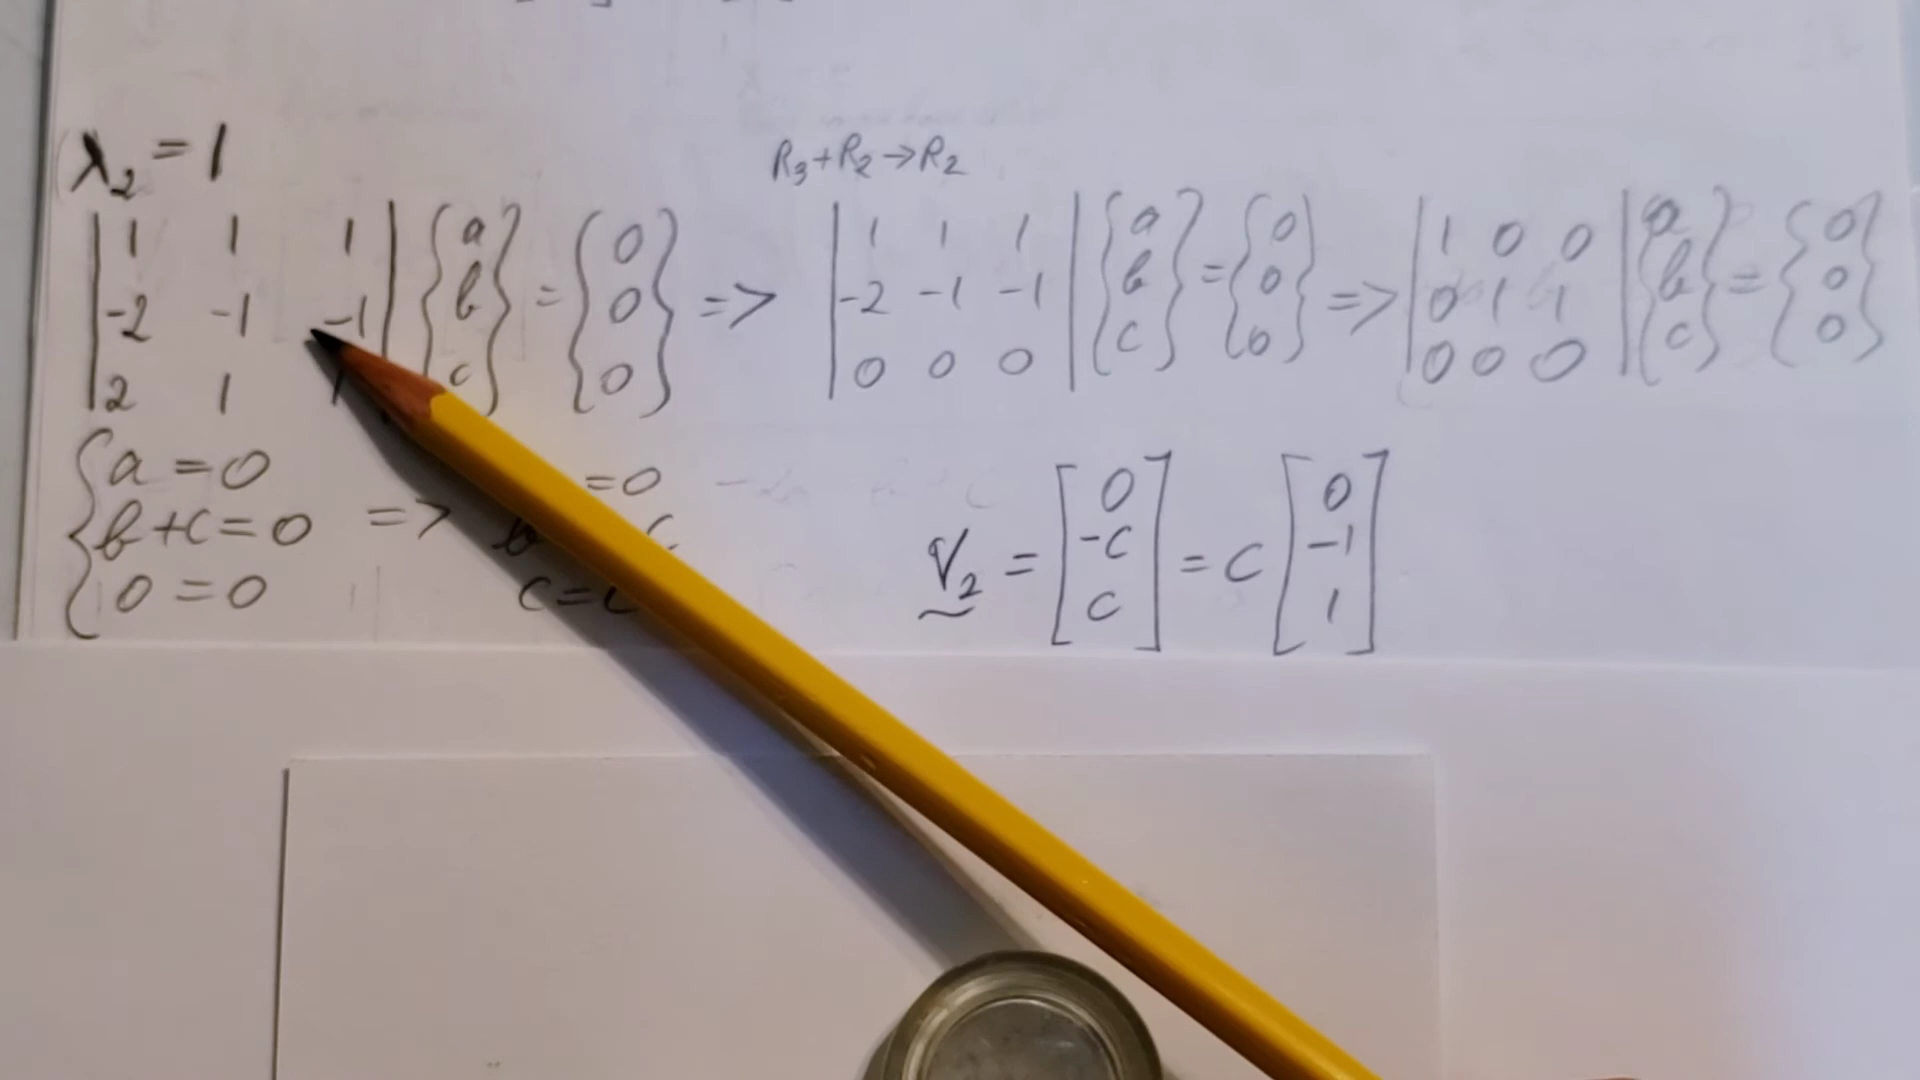 λ₂ = 1
R₃+R₂→R₂
| 1 1 1 | {a} = {0} => | 1 1 1 | {a} = {0} => | 1 0 0 | {a} = {0}
| -2 -1 -1 | {b} = {0} => | -2 -1 -1 | {b} = {0} => | 0 1 1 | {b} = {0}
| 2 1 1 | {c} = {0} => | 0 0 0 | {c} = {0} => | 0 0 0 | {c} = {0}
{ a = 0
{ b+c = 0 =>
{ 0 = 0
= 0
b c
c = c
V₂ = [0 -c c] = c [0 -1 1]